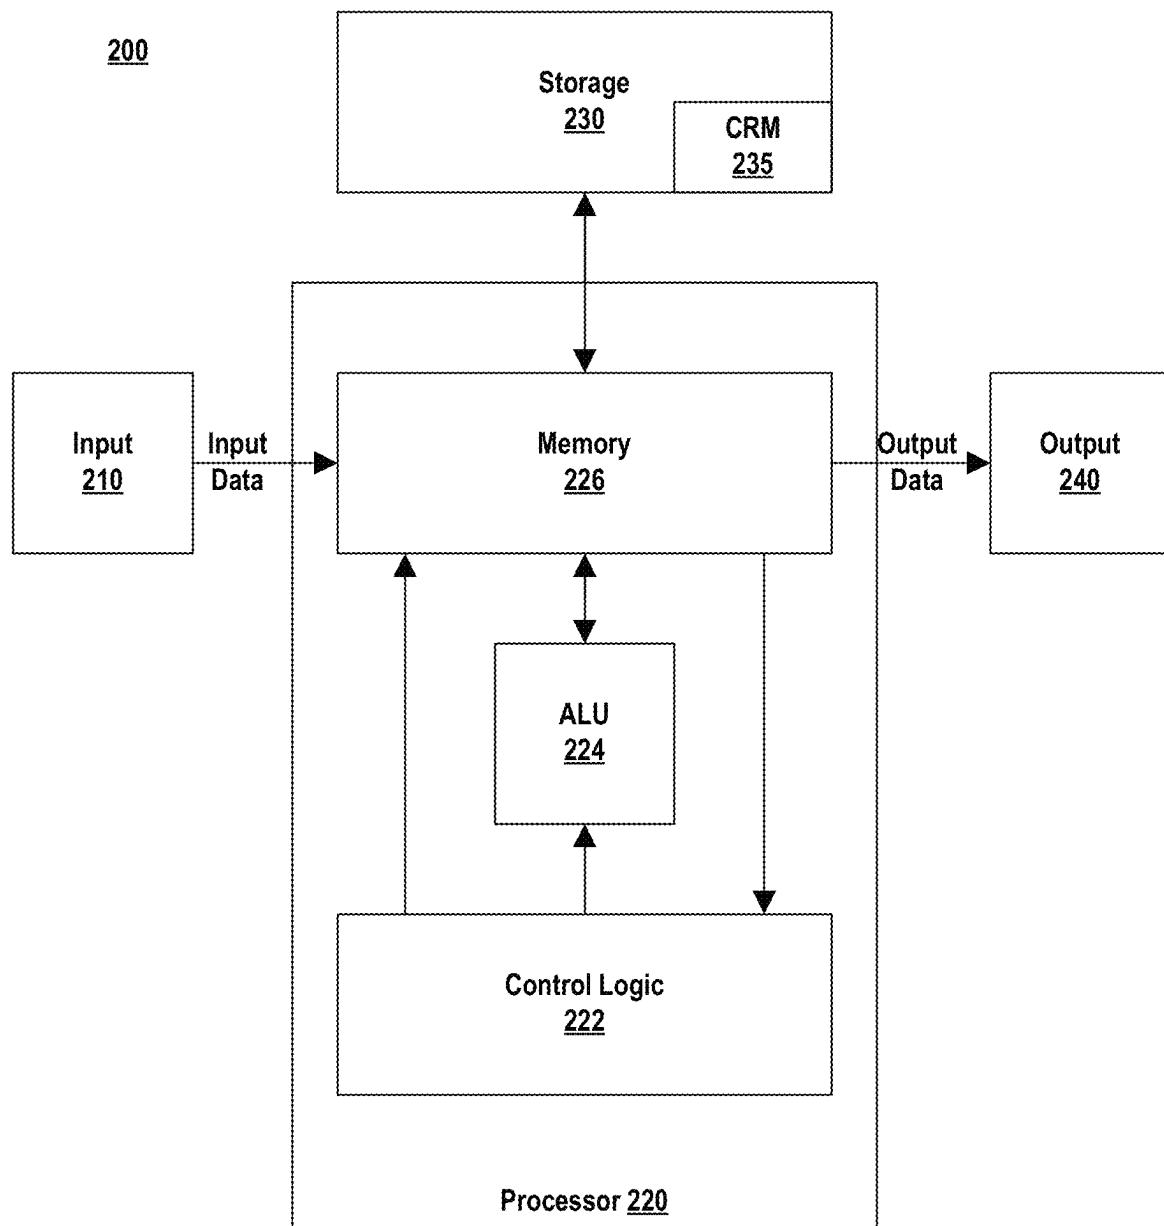 200
Storage
230
CRM
235
Input
210
Input
Data
Memory
226
Output
Data
Output
240
ALU
224
Control Logic
222
Processor 220